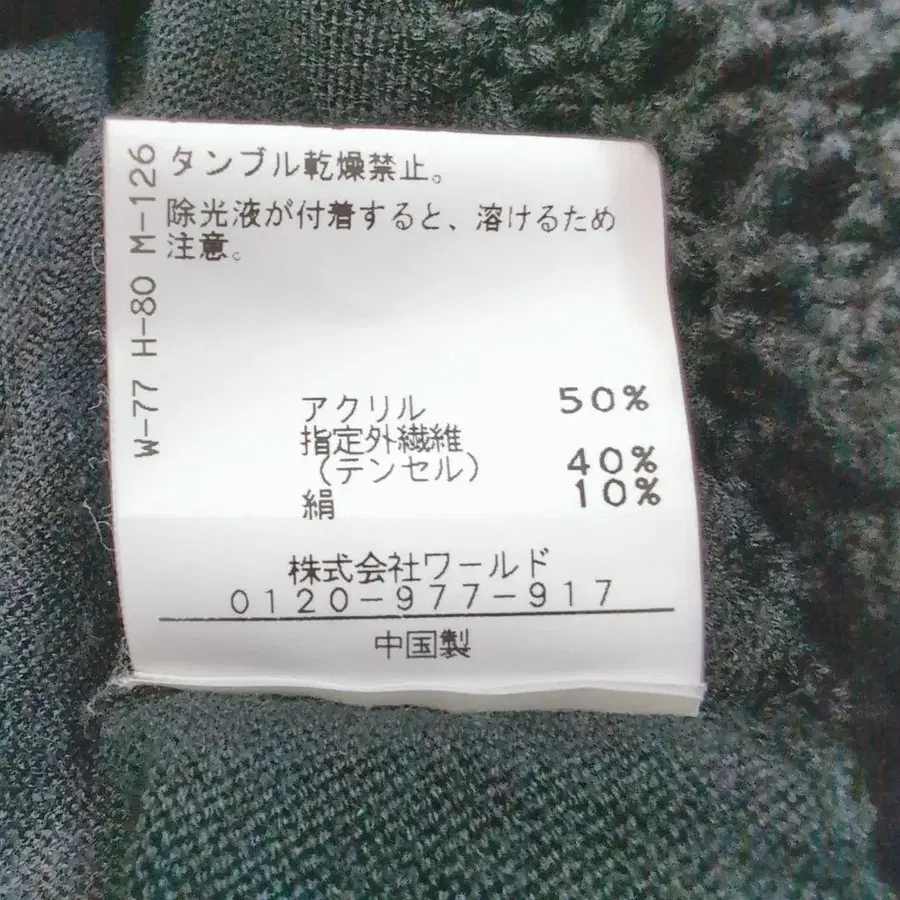 タンブル乾燥禁止。
除光液が付着すると、溶けるため
注意。
W-77 H-80 M-126
アクリル 50%
指定外繊維
（テンセル） 40%
絹 10%
株式会社ワールド
0120-977-917
中国製